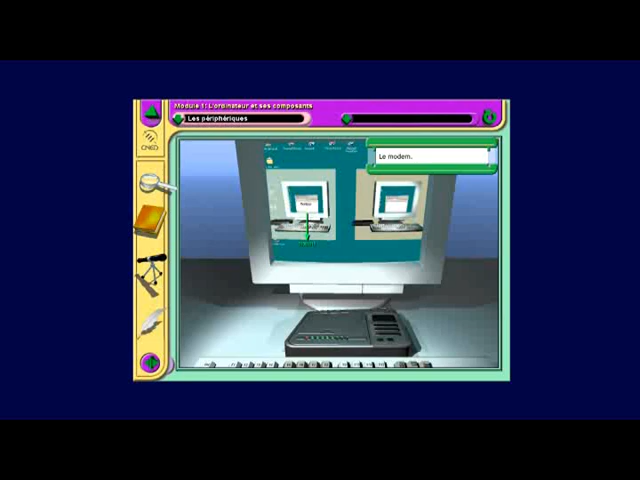 Module 1: L'ordinateur et ses composants
Les périphériques
CNED
Le modem.